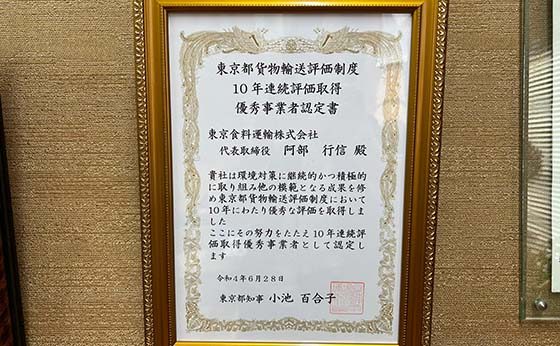 東京都貨物輸送評価制度
10年連続評価取得
優秀事業者認定書
東京食料運輸株式会社
代表取締役 阿部 行信 殿
貴社は環境対策に継続的かつ積極的
に取り組み他の模範となる成果を修
め東京都貨物輸送評価制度において
10年にわたり優秀な評価を取得しま
した
ここにその努力をたたえ10年連続評
価取得優秀事業者として認定しま
す
令和4年6月28日
東京都知事 小池 百合子